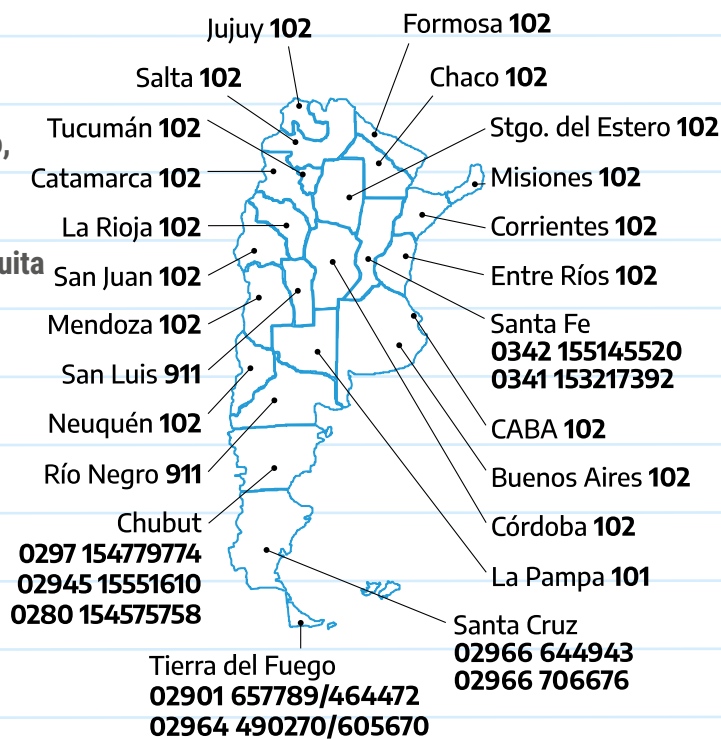 Jujuy 102
Formosa 102
Salta 102
Chaco 102
Tucumán 102
Stgo. del Estero 102
Catamarca 102
Misiones 102
La Rioja 102
Corrientes 102
uita
San Juan 102
Entre Ríos 102
Mendoza 102
Santa Fe
0342 155145520
0341 153217392
San Luis 911
Neuquén 102
CABA 102
Río Negro 911
Buenos Aires 102
Chubut
0297 154779774
02945 15551610
0280 154575758
Córdoba 102
La Pampa 101
Santa Cruz
02966 644943
02966 706676
Tierra del Fuego
02901 657789/464472
02964 490270/605670